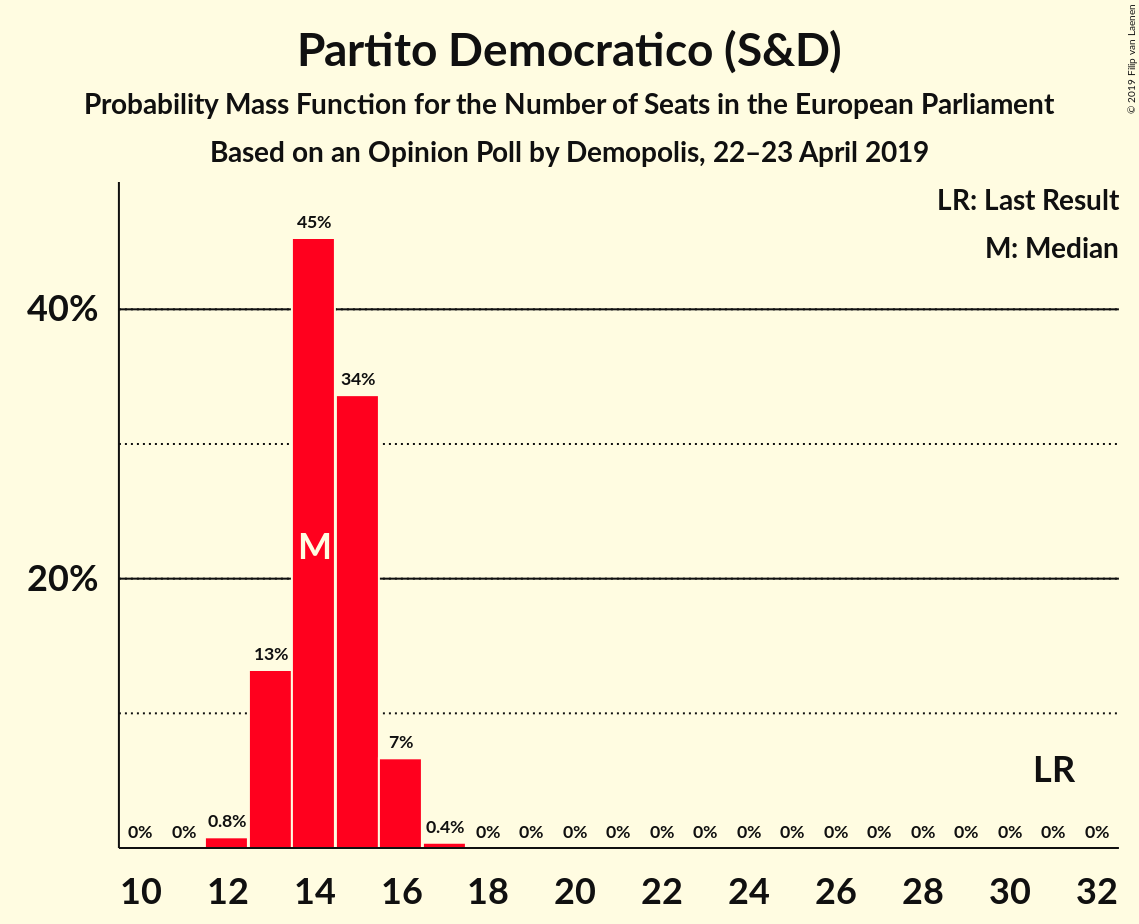 Partito Democratico (S&D)
Probability Mass Function for the Number of Seats in the European Parliament
Based on an Opinion Poll by Demopolis, 22–23 April 2019
© 2019 Filip van Laenen
LR: Last Result
M: Median
40%
20%
0% 0% 0.8% 13% 45% 34% 7% 0.4% 0% 0% 0% 0% 0% 0% 0% 0% 0% 0% 0% 0% 0% 0% 0%
M
LR
10 12 14 16 18 20 22 24 26 28 30 32